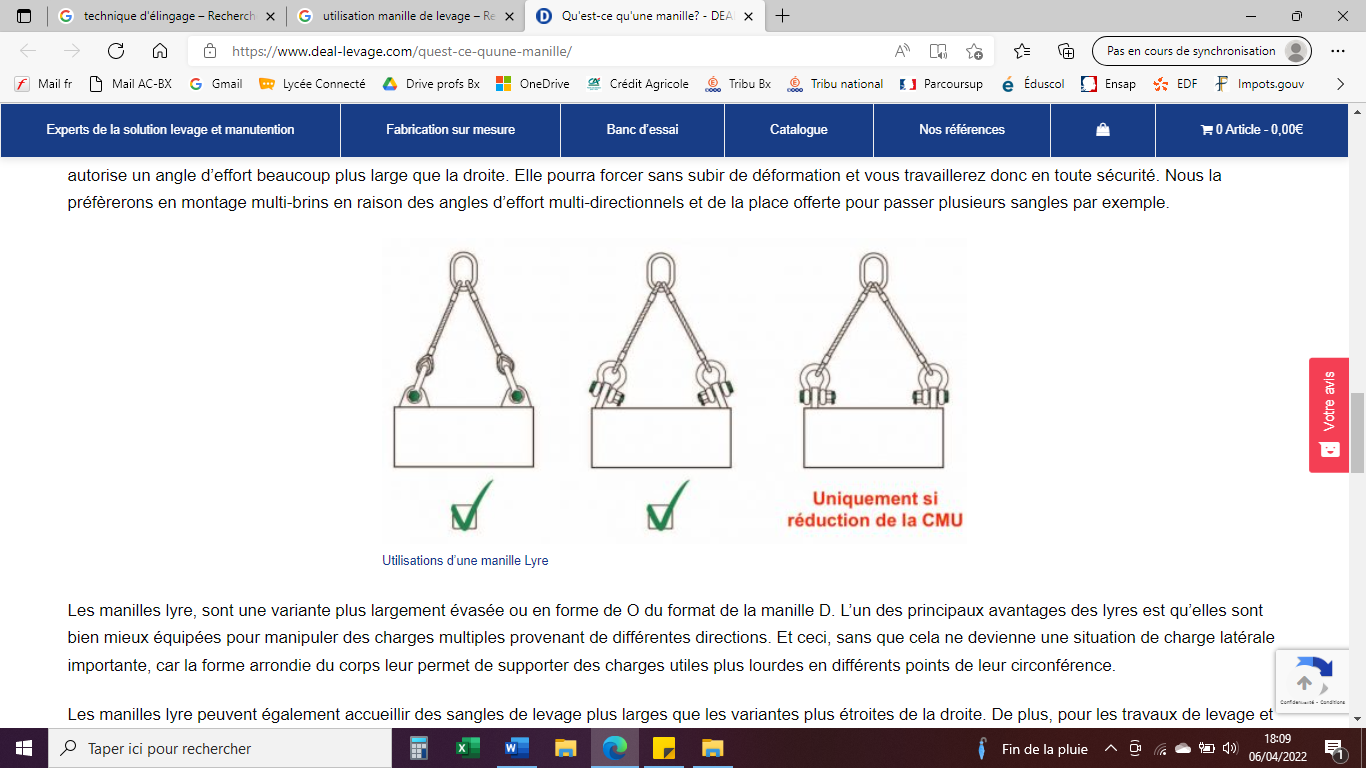 technique d'élingage – Recherch
utilisation manille de levage – Re
Qu'est-ce qu'une manille? - DEA
https://www.deal-levage.com/quest-ce-quune-manille/
Pas en cours de synchronisation
Mail fr
Mail AC-BX
Gmail
Lycée Connecté
Drive profs Bx
OneDrive
Crédit Agricole
Tribu Bx
Tribu national
Parcoursup
Éduscol
Ensap
EDF
Impots.gouv
Experts de la solution levage et manutention
Fabrication sur mesure
Banc d'essai
Catalogue
Nos références
0 Article - 0,00€
autorise un angle d'effort beaucoup plus large que la droite. Elle pourra forcer sans subir de déformation et vous travaillerez donc en toute sécurité. Nous la
préfèrerons en montage multi-brins en raison des angles d'effort multi-directionnels et de la place offerte pour passer plusieurs sangles par exemple.
Uniquement si
réduction de la CMU
Utilisations d'une manille Lyre
Votre avis
Les manilles lyre, sont une variante plus largement évasée ou en forme de O du format de la manille D. L'un des principaux avantages des lyres est qu'elles sont
bien mieux équipées pour manipuler des charges multiples provenant de différentes directions. Et ceci, sans que cela ne devienne une situation de charge latérale
importante, car la forme arrondie du corps leur permet de supporter des charges utiles plus lourdes en différents points de leur circonférence.
Confidentialité - Conditions
Les manilles lyre peuvent également accueillir des sangles de levage plus larges que les variantes plus étroites de la droite. De plus, pour les travaux de levage et
Taper ici pour rechercher
Fin de la pluie
18:09
06/04/2022
1